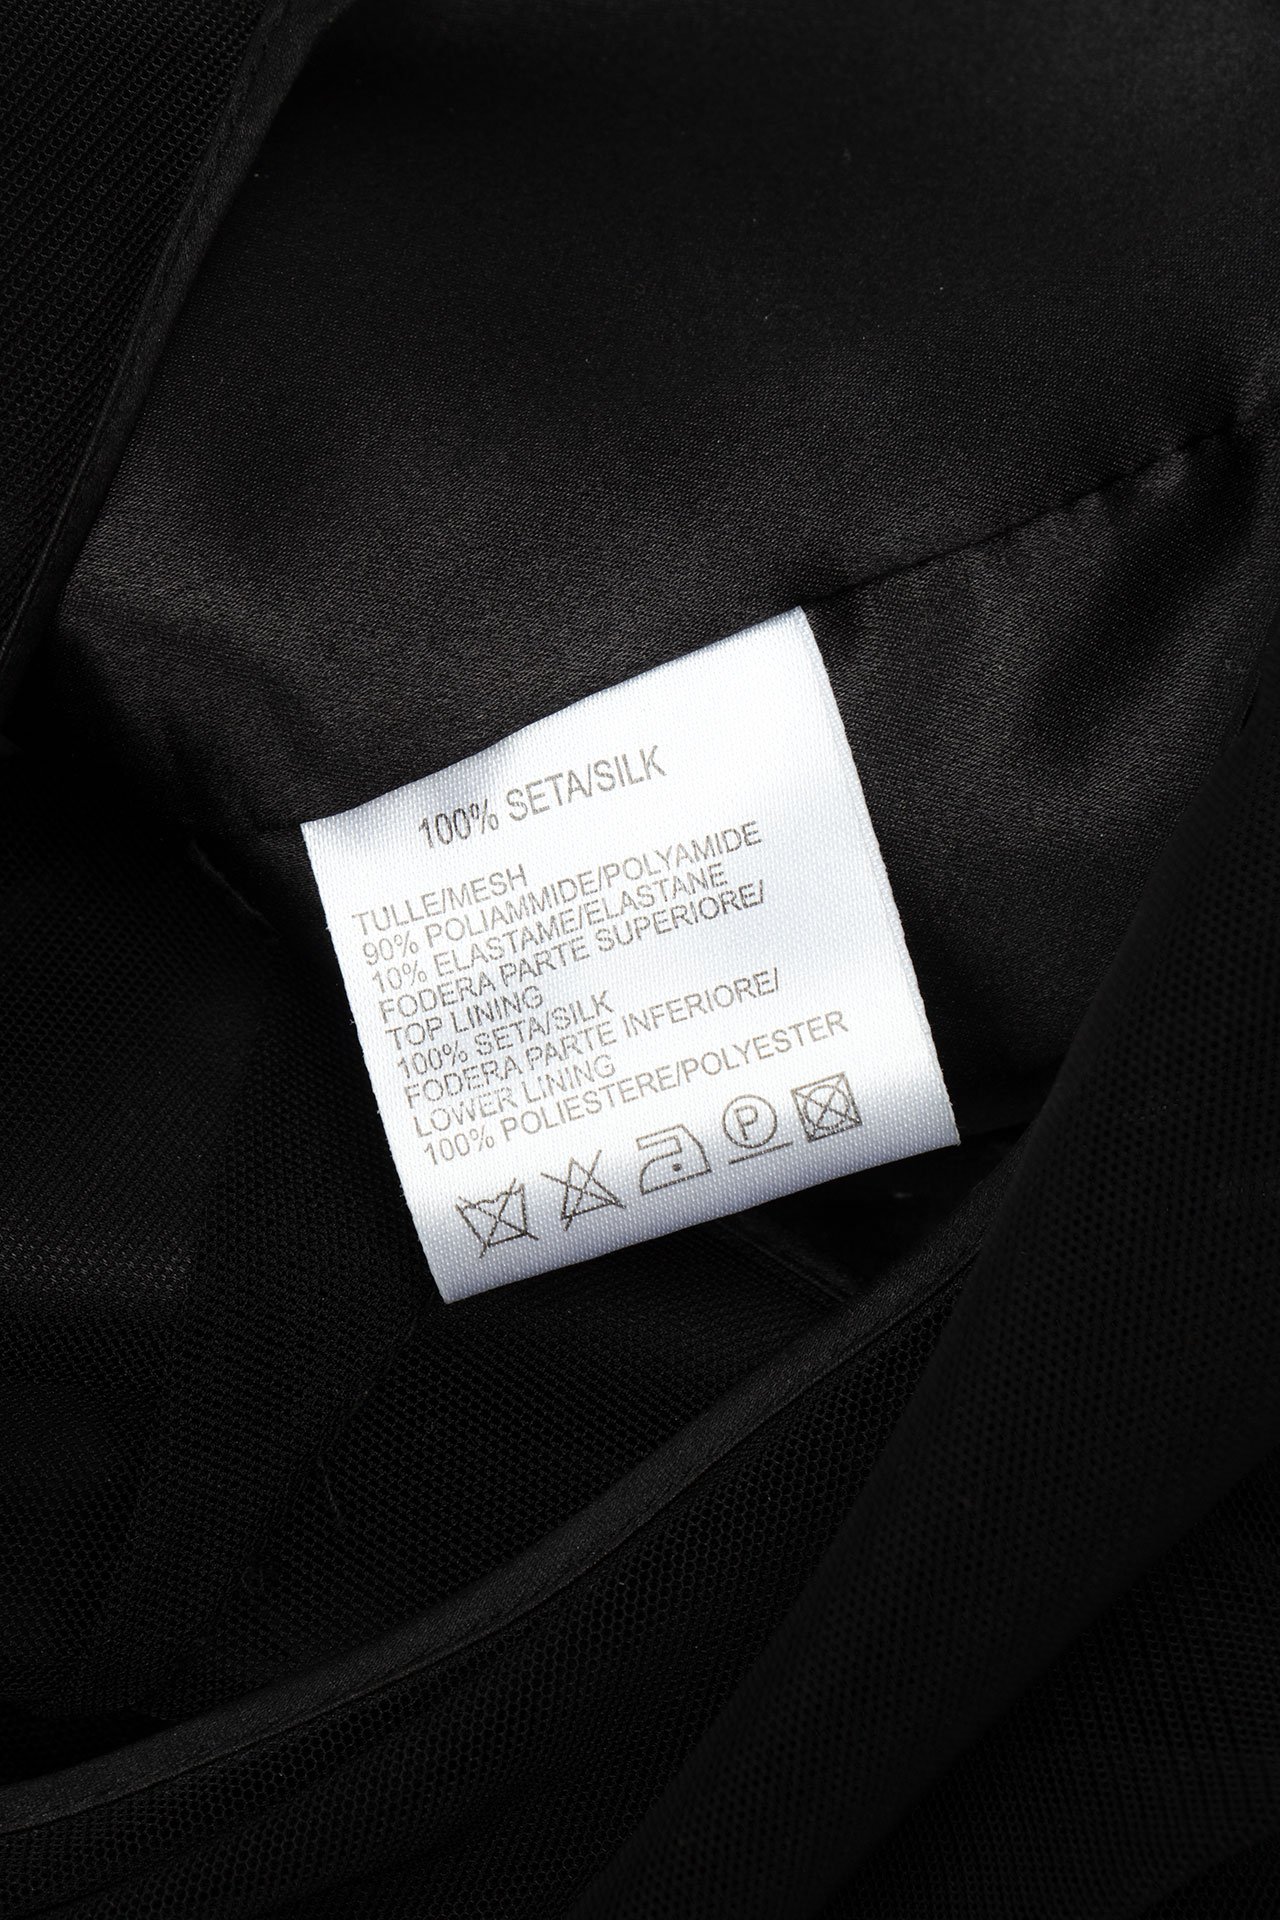 100% SETA/SILK
TULLE/MESH
90% POLIAMMIDE/POLYAMIDE
10% ELASTAME/ELASTANE
FODERA PARTE SUPERIORE/
TOP LINING
100% SETA/SILK
FODERA PARTE INFERIORE/
LOWER LINING
100% POLIESTERE/POLYESTER
P